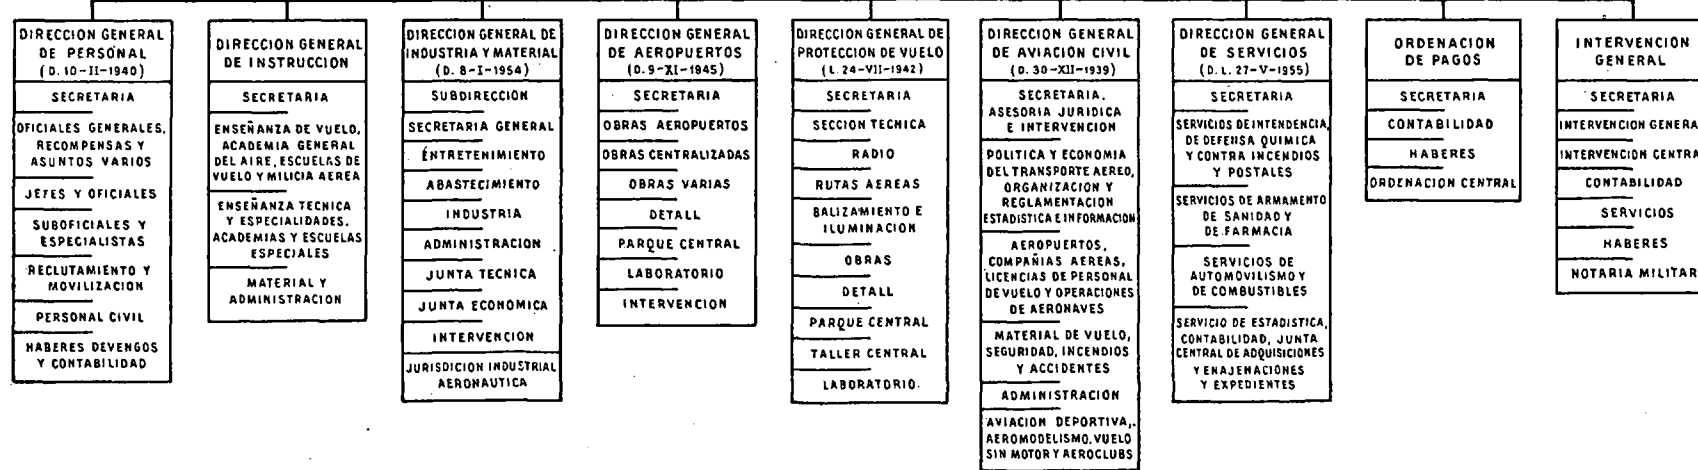 DIRECCION GENERAL
DE PERSONAL
(D. 10-II-1940)
SECRETARIA
OFICIALES GENERALES,
RECOMPENSAS Y
ASUNTOS VARIOS
JEFES Y OFICIALES
SUBOFICIALES Y
ESPECIALISTAS
RECLUTAMIENTO Y
MOVILIZACION
PERSONAL CIVIL
HABERES DEVENGOS
Y CONTABILIDAD
DIRECCION GENERAL
DE INSTRUCCION
SECRETARIA
ENSEÑANZA DE VUELO,
ACADEMIA GENERAL
DEL AIRE, ESCUELAS DE
VUELO Y MILICIA AEREA
ENSEÑANZA TECNICA
Y ESPECIALIDADES.
ACADEMIAS Y ESCUELAS
ESPECIALES
MATERIAL Y
ADMINISTRACION
DIRECCION GENERAL DE
INDUSTRIA Y MATERIAL
(D. 8-I-1954)
SUBDIRECCION
SECRETARIA GENERAL
ENTRETENIMIENTO
ABASTECIMIENTO
INDUSTRIA
ADMINISTRACION
JUNTA TECNICA
JUNTA ECONOMICA
INTERVENCION
JURISDICION INDUSTRIAL
AERONAUTICA
DIRECCION GENERAL
DE AEROPUERTOS
(D. 9-XI-1945)
SECRETARIA
OBRAS AEROPUERTOS
OBRAS CENTRALIZADAS
OBRAS VARIAS
DETALL
PARQUE CENTRAL
LABORATORIO
INTERVENCION
DIRECCION GENERAL DE
PROTECCION DE VUELO
(L. 24-VII-1942)
SECRETARIA
SECCION TECNICA
RADIO
RUTAS AEREAS
BALIZAMIENTO E
ILUMINACION
OBRAS
DETALL
PARQUE CENTRAL
TALLER CENTRAL
LABORATORIO.
DIRECCION GENERAL
DE AVIACIÓN CIVIL
(D. 30-XII-1939)
SECRETARIA.
ASESORIA JURIDICA
E INTERVENCION
POLITICA Y ECONOMIA
DEL TRANSPORTE AEREO,
ORGANIZACION Y
REGLAMENTACION
ESTADISTICA E INFORMACION
AEROPUERTOS,
COMPAÑIAS AEREAS,
LICENCIAS DE PERSONAL
DE VUELO Y OPERACIONES
DE AERONAVES
MATERIAL DE VUELO,
SEGURIDAD, INCENDIOS
Y ACCIDENTES
ADMINISTRACION
AVIACION DEPORTIVA,
AEROMODELISMO, VUELO
SIN MOTOR Y AEROCLUBS
DIRECCION GENERAL
DE SERVICIOS
(D. L. 27-V-1955)
SECRETARIA
SERVICIOS DE INTENDENCIA,
DE DEFENSA QUIMICA
Y CONTRA INCENDIOS
Y POSTALES
SERVICIOS DE ARMAMENTO
DE SANIDAD Y
DE FARMACIA
SERVICIOS DE
AUTOMOVILISMO Y
DE COMBUSTIBLES
SERVICIO DE ESTADISTICA,
CONTABILIDAD, JUNTA
CENTRAL DE ADQUISICIONES
Y ENAJENACIONES
Y EXPEDIENTES
ORDENACION
DE PAGOS
SECRETARIA
CONTABILIDAD
HABERES
ORDENACION CENTRAL
INTERVENCION
GENERAL
SECRETARIA
INTERVENCION GENERA
INTERVENCION CENTRA
CONTABILIDAD
SERVICIOS
HABERES
NOTARIA MILITAR